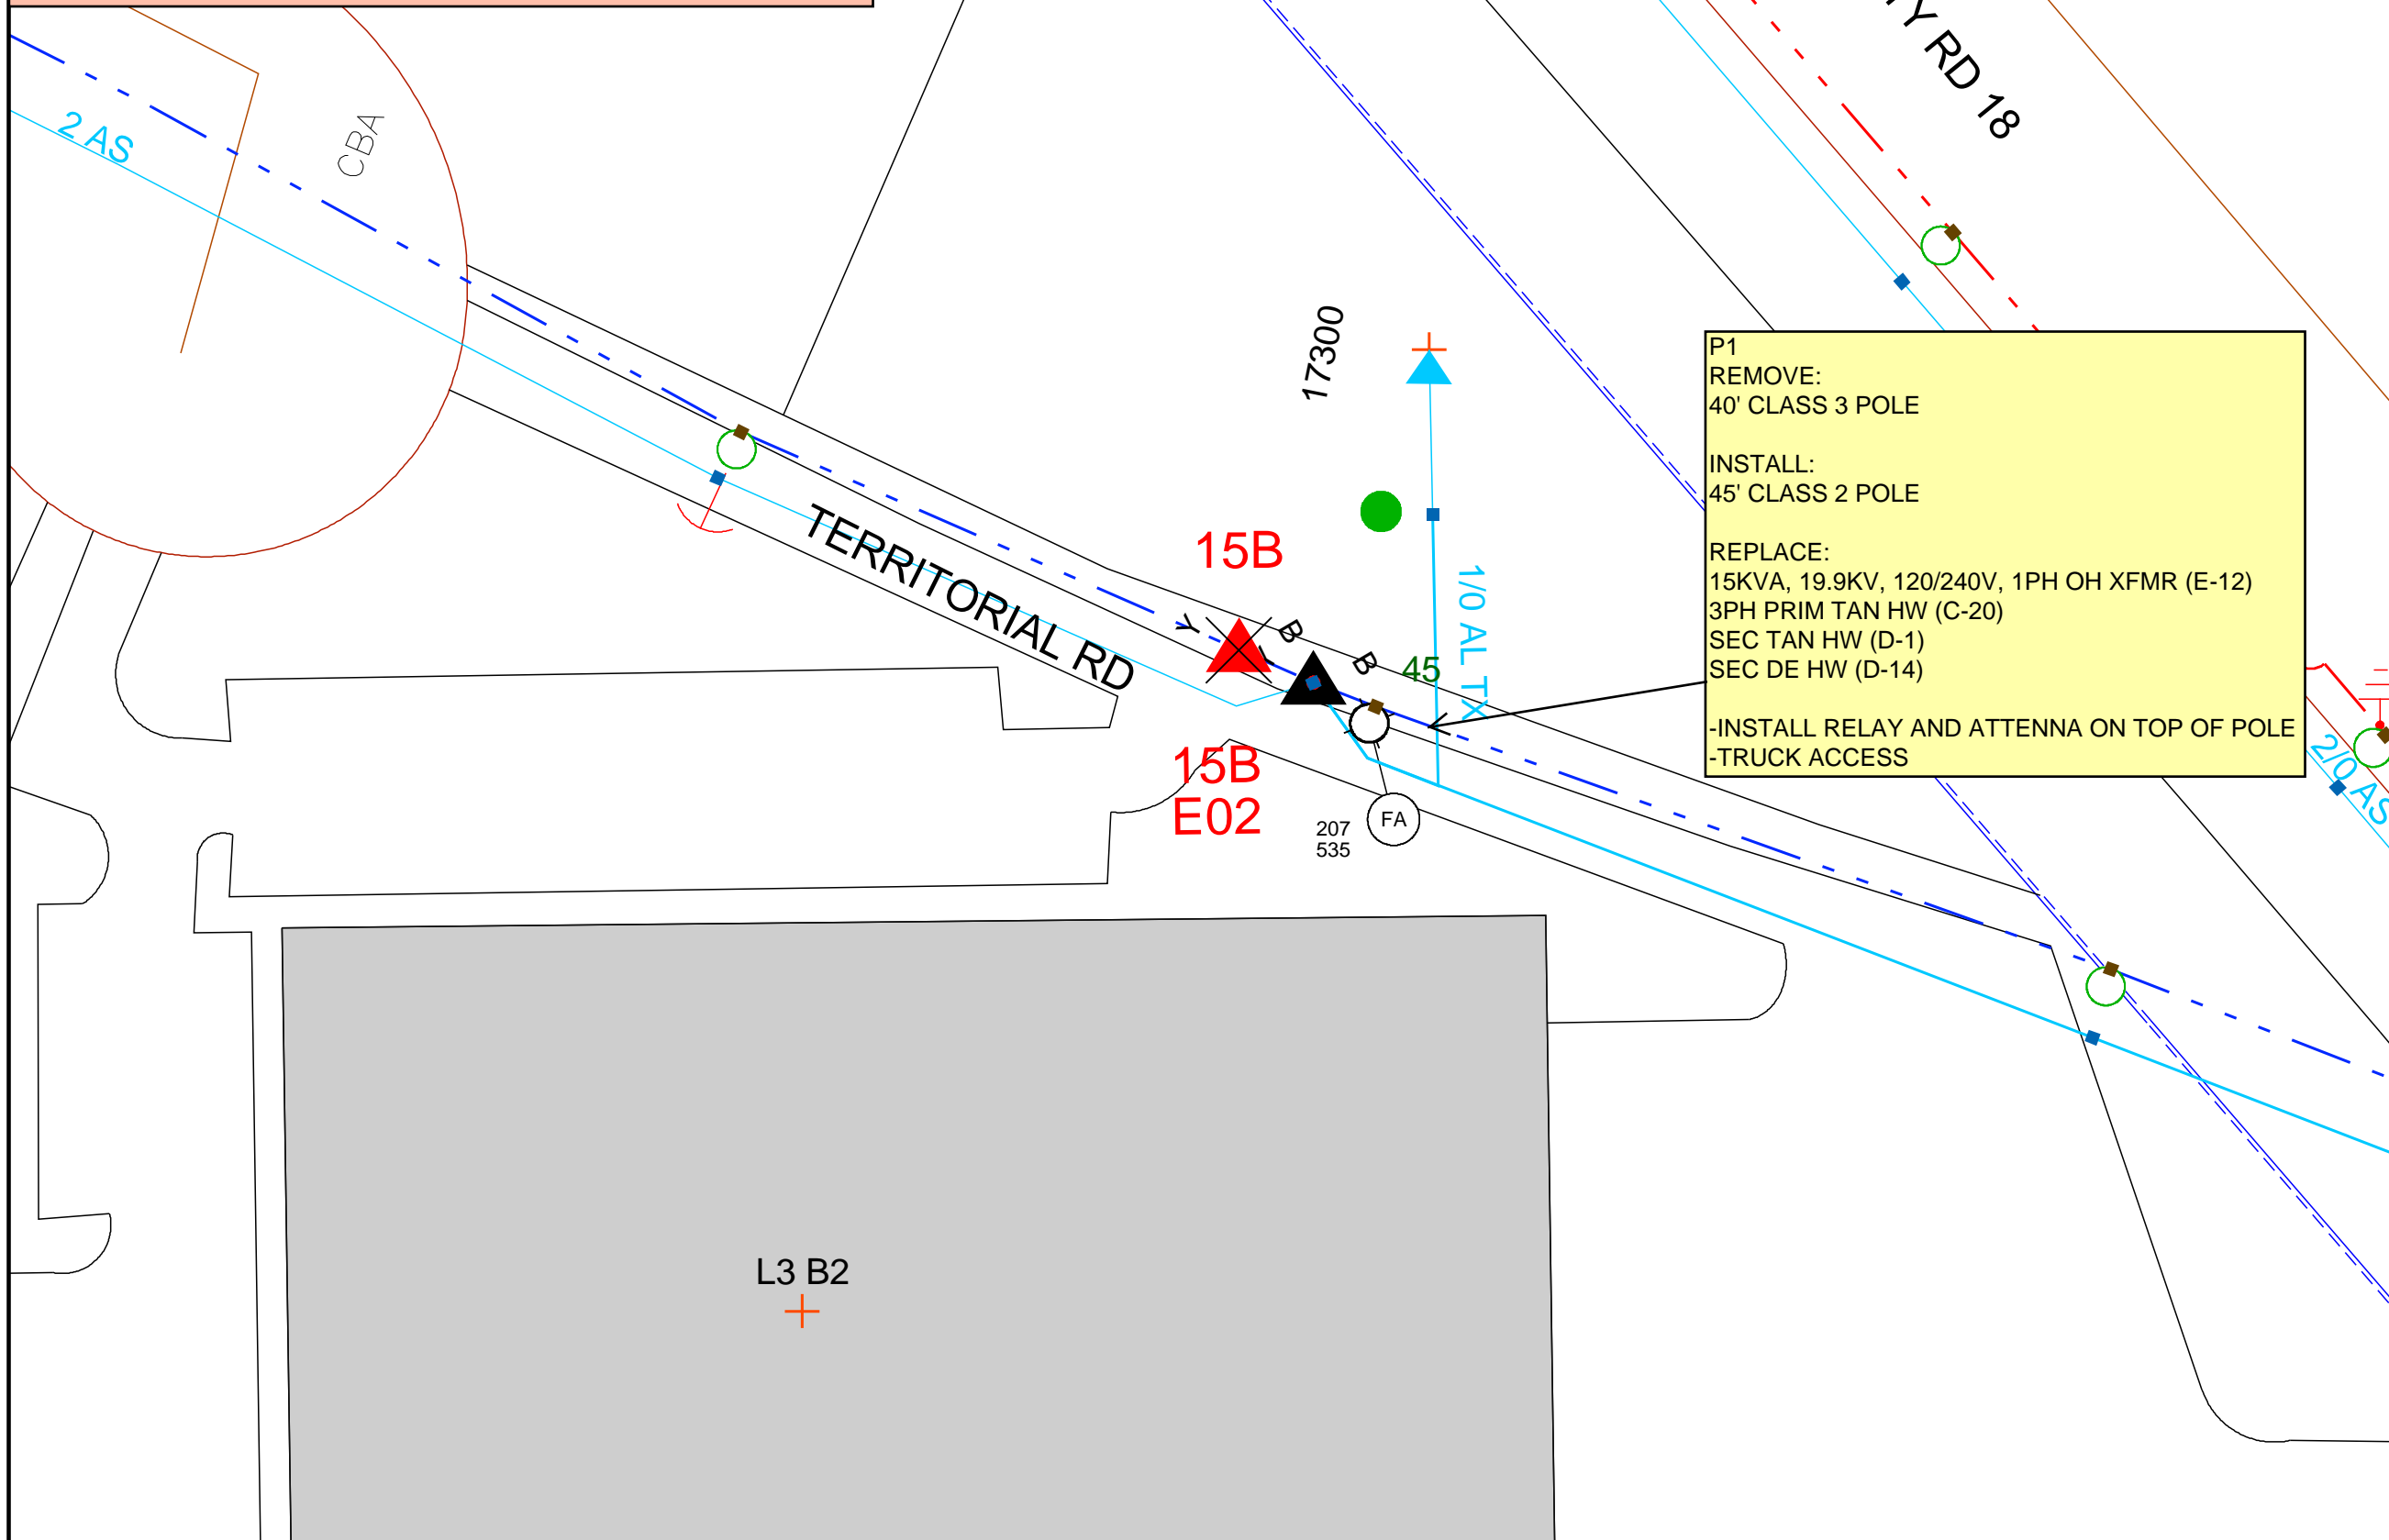 TY RD 18
2 AS
CBA
17300
P1
REMOVE:
40' CLASS 3 POLE
INSTALL:
45' CLASS 2 POLE
REPLACE:
15KVA, 19.9KV, 120/240V, 1PH OH XFMR (E-12)
3PH PRIM TAN HW (C-20)
SEC TAN HW (D-1)
SEC DE HW (D-14)
-INSTALL RELAY AND ATTENNA ON TOP OF POLE
-TRUCK ACCESS
TERRITORIAL RD
15B
1/0 AL TX
Y
B
Y
B
45
15B
E02
207
535
FA
2/0 AS
L3 B2